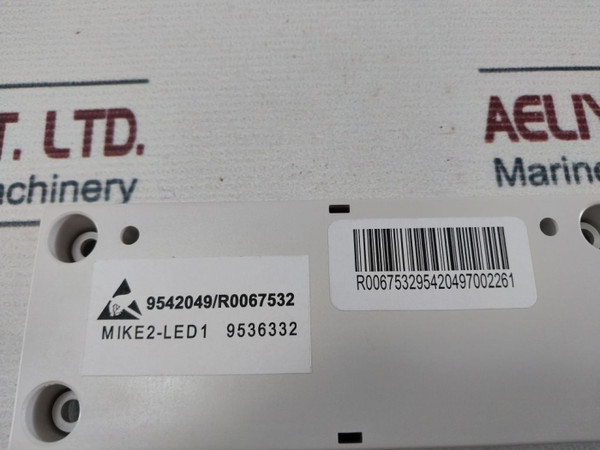 T. LTD.
achinery
AELIY
Marine
9542049/R0067532
MIKE2-LED1 9536332
R006753295420497002261